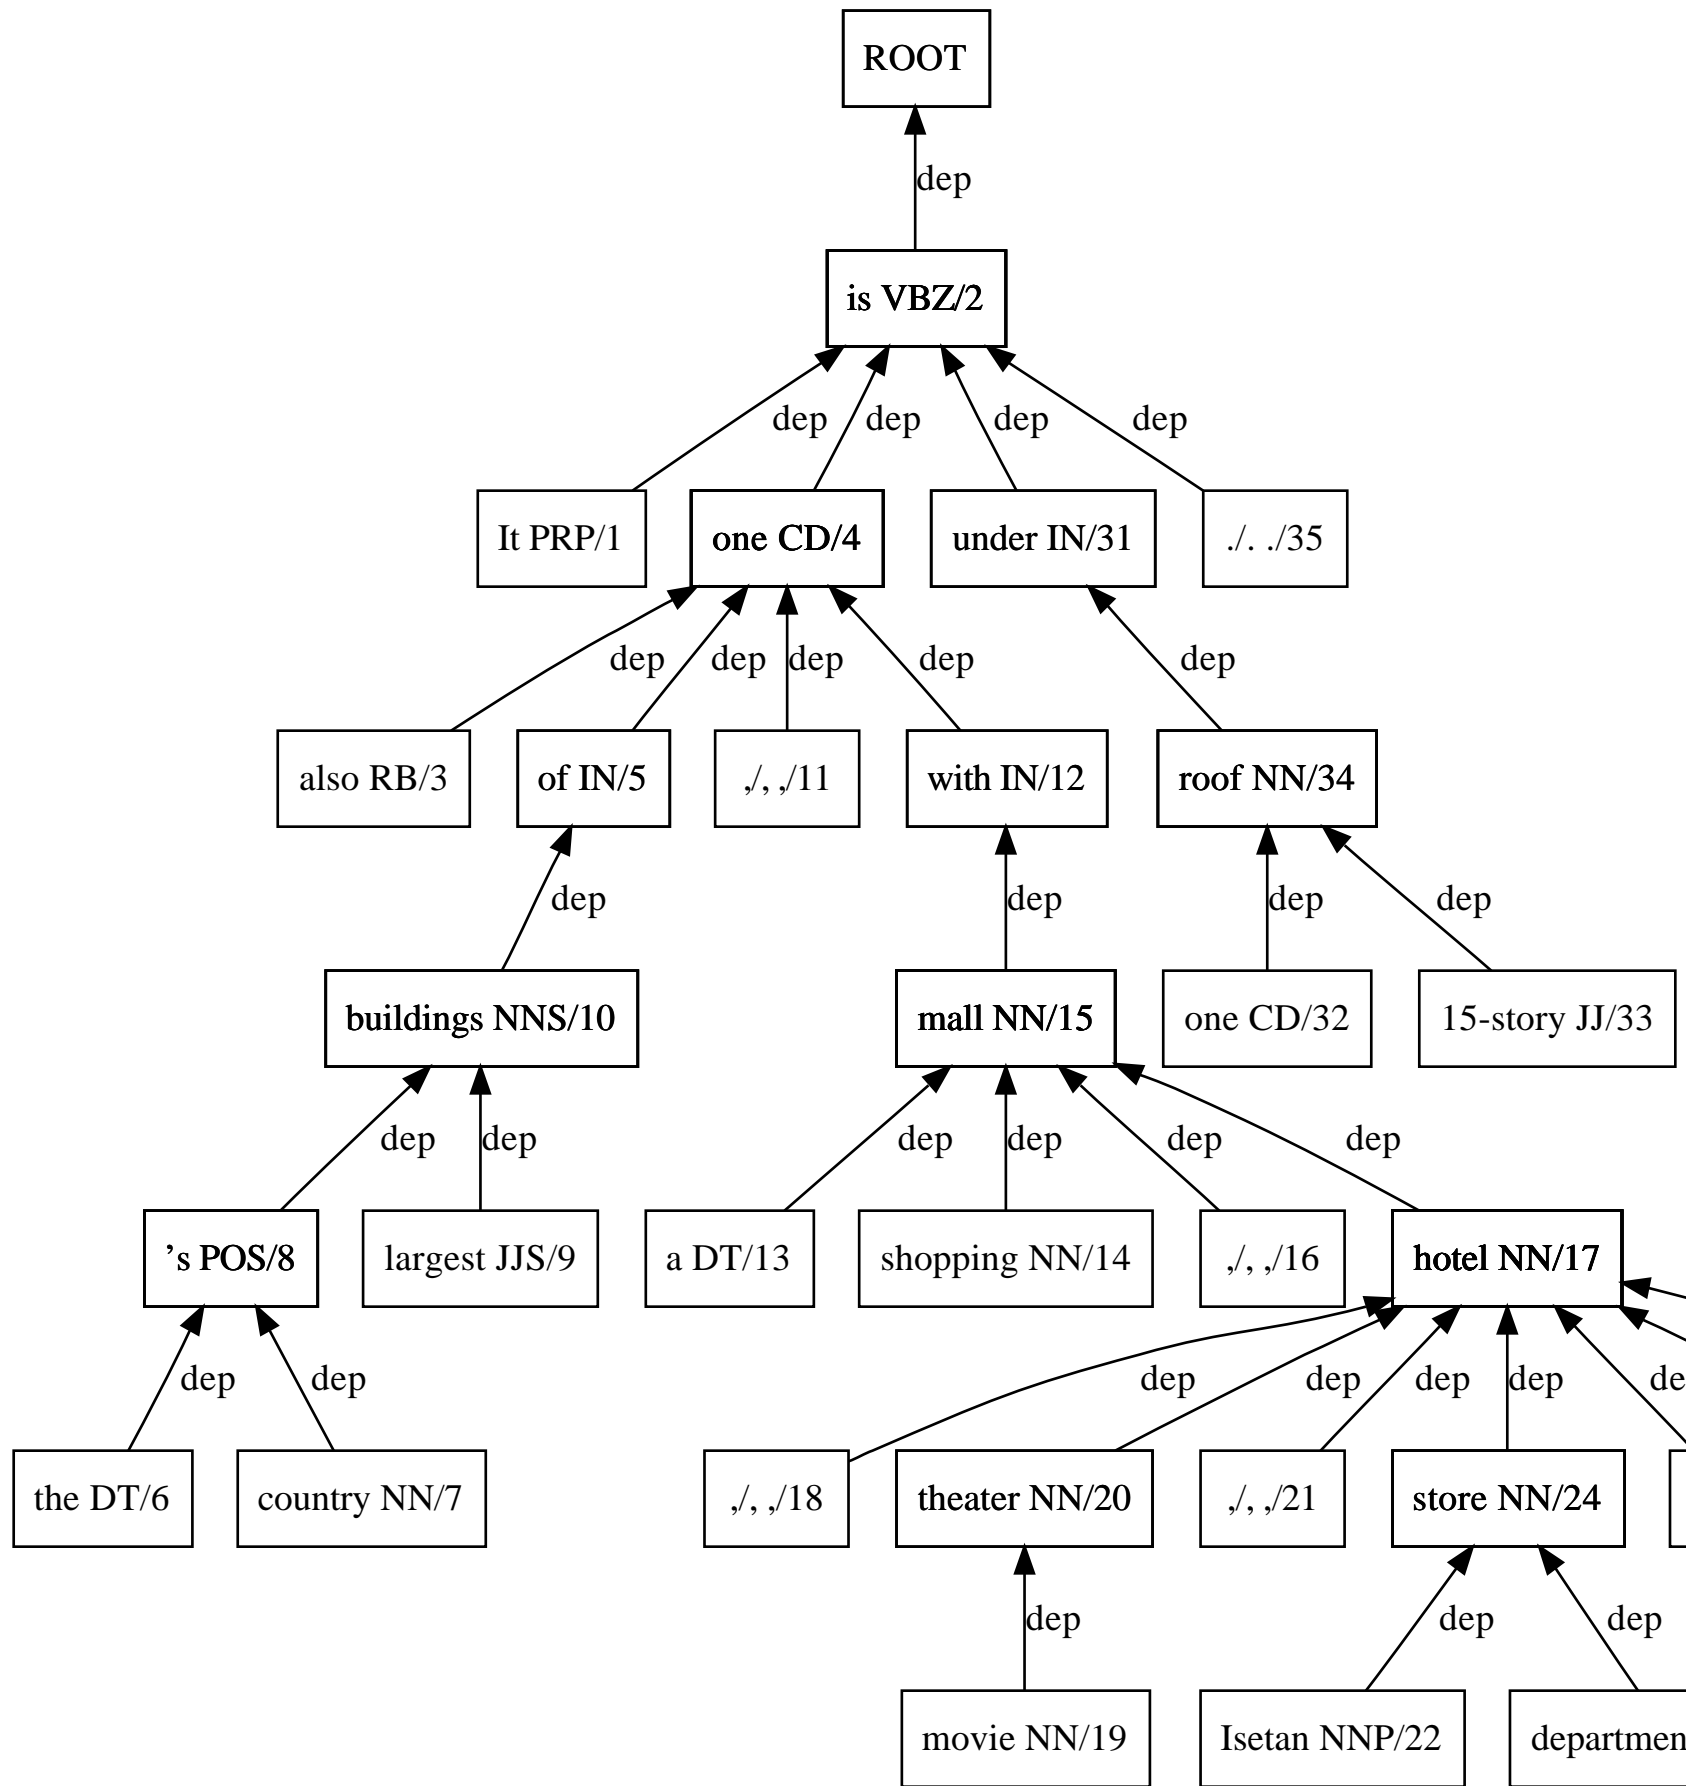 ROOT
dep
is VBZ/2
dep dep dep dep
It PRP/1 one CD/4 under IN/31 ./. ./35
dep dep dep dep dep
also RB/3 of IN/5 ,/, ,/11 with IN/12 roof NN/34
dep dep dep dep
buildings NNS/10 mall NN/15 one CD/32 15-story JJ/33
dep dep dep dep dep dep
’s POS/8 largest JJS/9 a DT/13 shopping NN/14 ,/, ,/16 hotel NN/17
dep dep dep dep dep dep de
the DT/6 country NN/7 ,/, ,/18 theater NN/20 ,/, ,/21 store NN/24
dep dep dep
movie NN/19 Isetan NNP/22 departmen